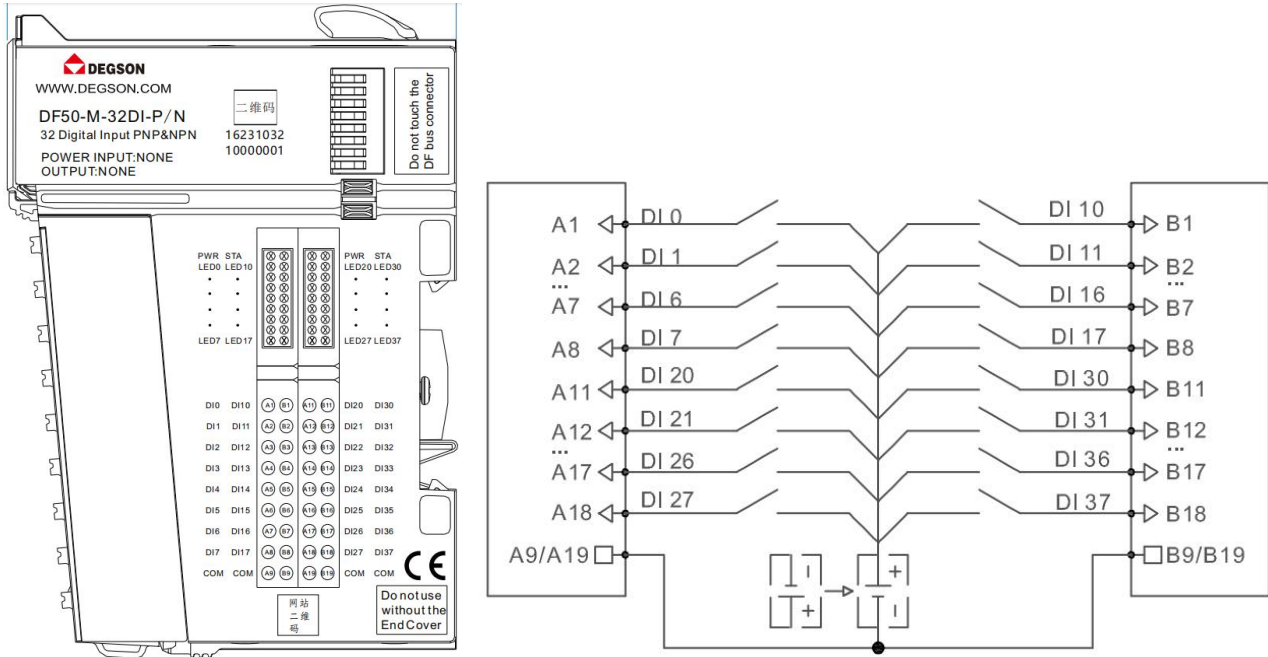 DEGSON
WWW.DEGSON.COM
DF50-M-32DI-P/N
32 Digital Input PNP&NPN
POWER INPUT:NONE
OUTPUT:NONE
二维码
16231032
10000001
Do not touch the
DF bus connector
PWR STA
LED0 LED10
LED7 LED17
PWR STA
LED20 LED30
LED27 LED37
DI0 DI10 A1 B1 A11 B11 DI20 DI30
DI1 DI11 A2 B2 A12 B12 DI21 DI31
DI2 DI12 A3 B3 A13 B13 DI22 DI32
DI3 DI13 A4 B4 A14 B14 DI23 DI33
DI4 DI14 A5 B5 A15 B15 DI24 DI34
DI5 DI15 A6 B6 A16 B16 DI25 DI35
DI6 DI16 A7 B7 A17 B17 DI26 DI36
DI7 DI17 A8 B8 A18 B18 DI27 DI37
COM COM A9 B9 A19 B19 COM COM
CE
网站
二维
码
Do not use
without the
End Cover
A1 DI 0 DI 10 B1
A2 DI 1 DI 11 B2
... ...
A7 DI 6 DI 16 B7
A8 DI 7 DI 17 B8
A11 DI 20 DI 30 B11
A12 DI 21 DI 31 B12
... ...
A17 DI 26 DI 36 B17
A18 DI 27 DI 37 B18
A9/A19 B9/B19
- +
+ -